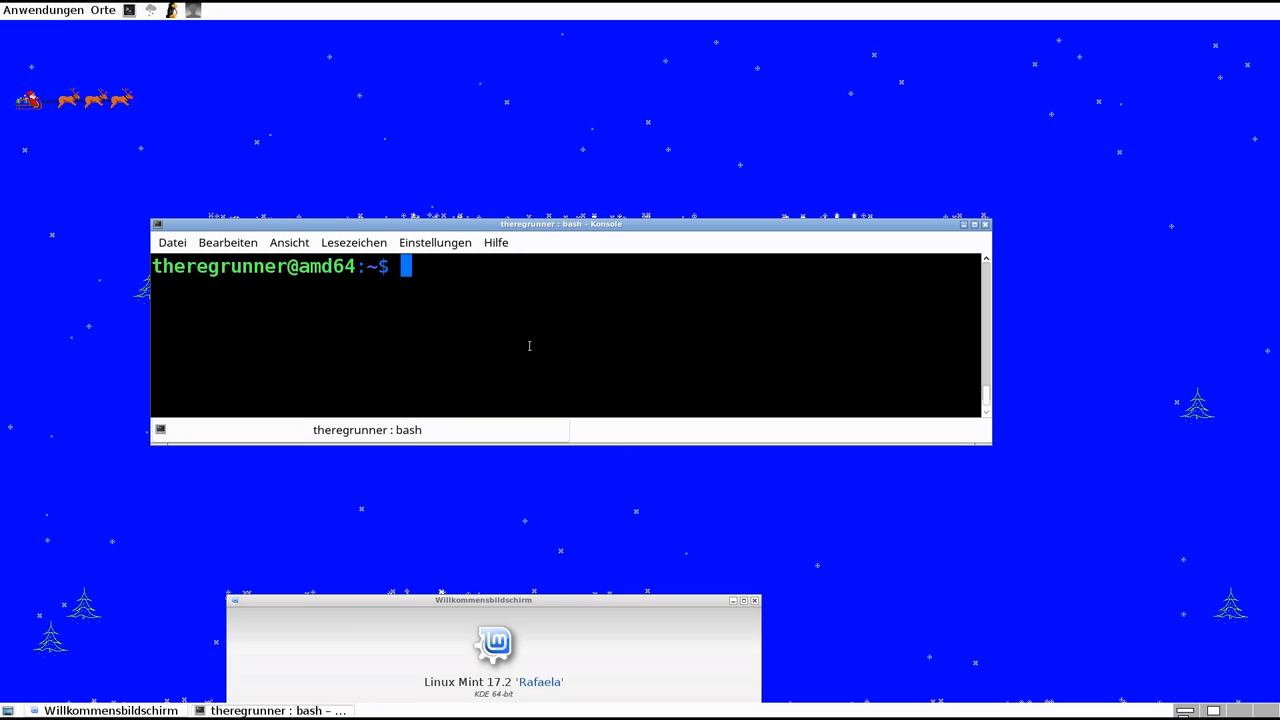 Anwendungen Orte
theregrunner : bash – Konsole
Datei Bearbeiten Ansicht Lesezeichen Einstellungen Hilfe
theregrunner@amd64:~$
theregrunner : bash
Willkommensbildschirm
lm
Linux Mint 17.2 'Rafaela'
KDE 64-bit
Willkommensbildschirm theregrunner : bash – ...